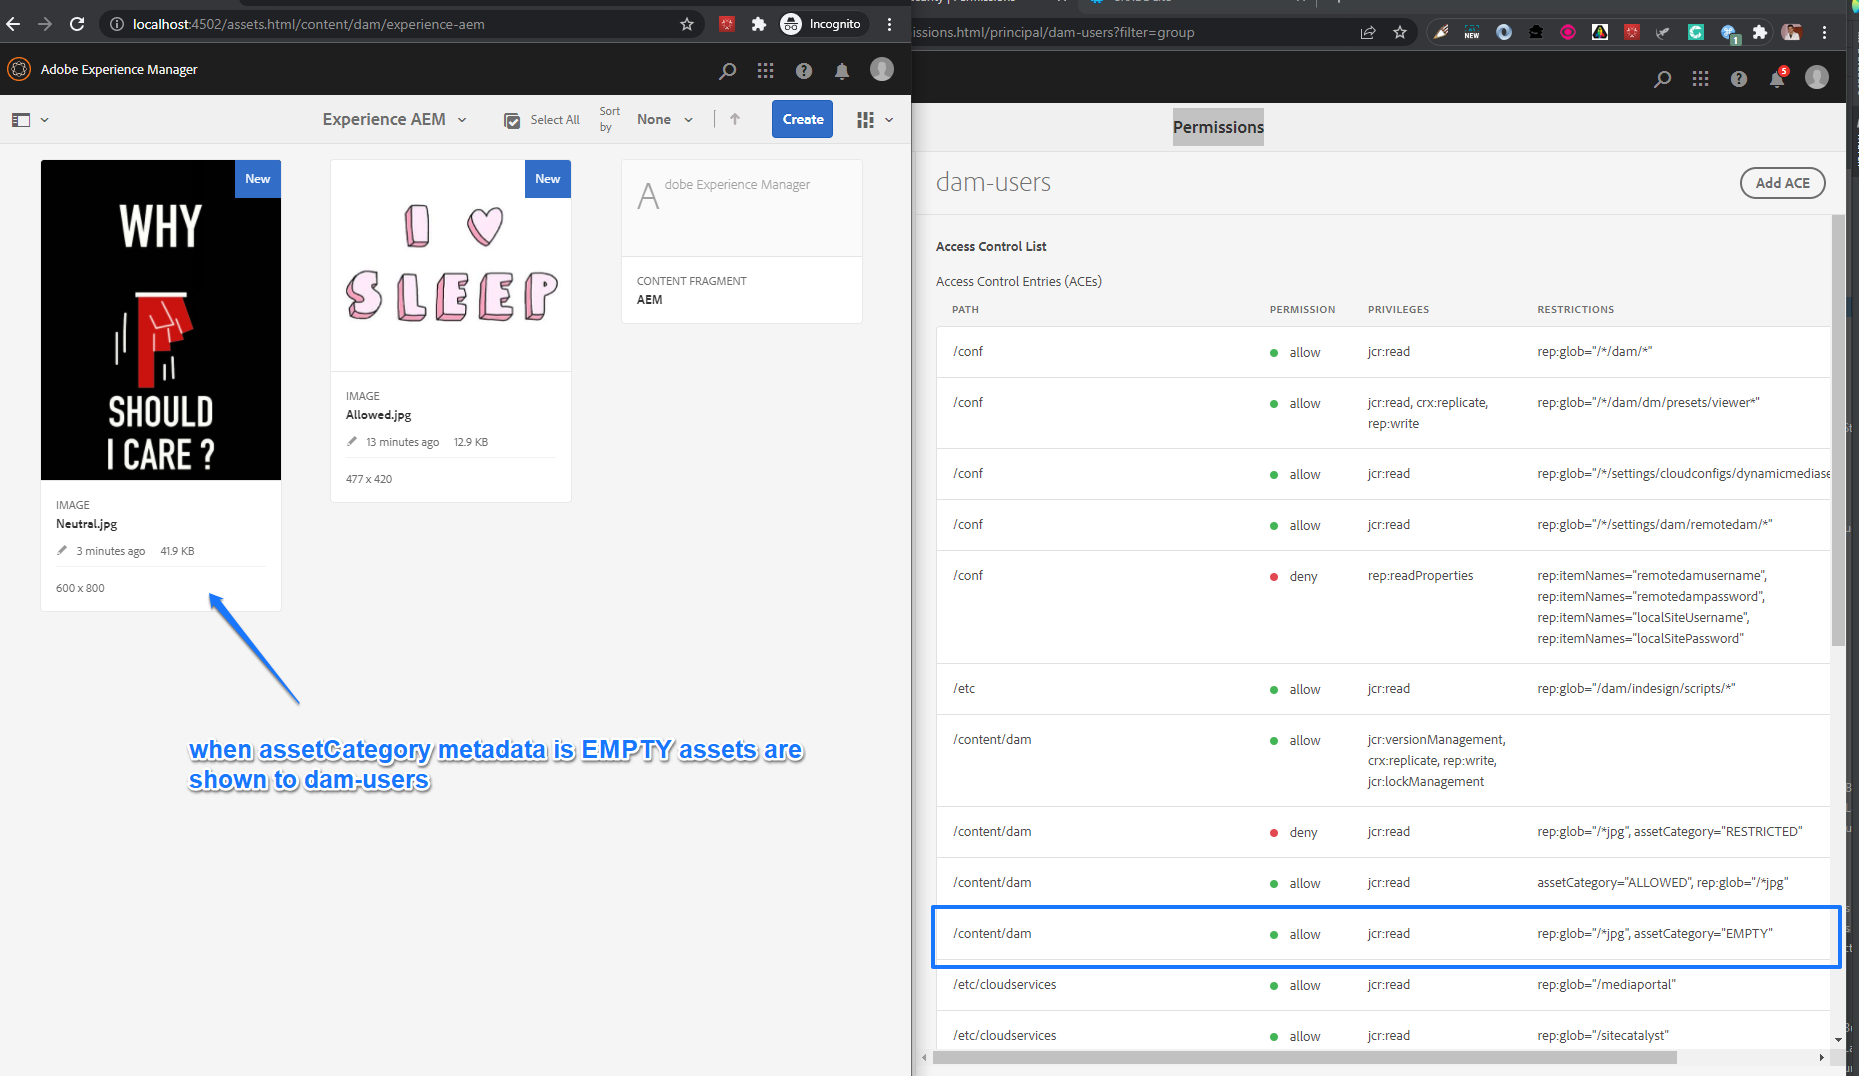 localhost:4502/assets.html/content/dam/experience-aem
Incognito
Adobe Experience Manager
Experience AEM
Select All
Sort by
None
Create
New
WHY
SHOULD
I CARE ?
IMAGE
Neutral.jpg
3 minutes ago 41.9 KB
600 x 800
New
I
SLEEP
IMAGE
Allowed.jpg
13 minutes ago 12.9 KB
477 x 420
Adobe Experience Manager
CONTENT FRAGMENT
AEM
when assetCategory metadata is EMPTY assets are
shown to dam-users
issions.html/principal/dam-users?filter=group
NEW
1
5
Permissions
dam-users
Add ACE
Access Control List
Access Control Entries (ACEs)
PATH PERMISSION PRIVILEGES RESTRICTIONS
/conf allow jcr:read rep:glob="/*/dam/*"
/conf allow jcr:read, crx:replicate, rep:glob="/*/dam/dm/presets/viewer*"
rep:write
/conf allow jcr:read rep:glob="/*/settings/cloudconfigs/dynamicmediase
/conf allow jcr:read rep:glob="/*/settings/dam/remotedam/*"
/conf deny rep:readProperties rep:itemNames="remotedamusername",
rep:itemNames="remotedampassword",
rep:itemNames="localSiteUsername",
rep:itemNames="localSitePassword"
/etc allow jcr:read rep:glob="/dam/indesign/scripts/*"
/content/dam allow jcr:versionManagement,
crx:replicate, rep:write,
jcr:lockManagement
/content/dam deny jcr:read rep:glob="/*jpg", assetCategory="RESTRICTED"
/content/dam allow jcr:read assetCategory="ALLOWED", rep:glob="/*jpg"
/content/dam allow jcr:read rep:glob="/*jpg", assetCategory="EMPTY"
/etc/cloudservices allow jcr:read rep:glob="/mediaportal"
/etc/cloudservices allow jcr:read rep:glob="/sitecatalyst"